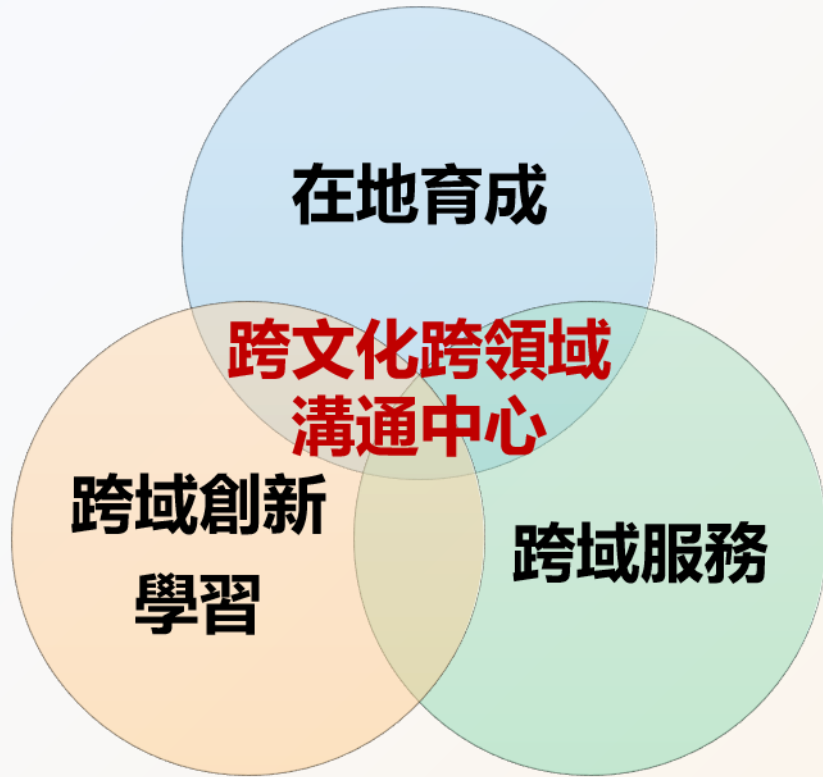 在地育成
跨文化跨領域
溝通中心
跨域創新
學習
跨域服務